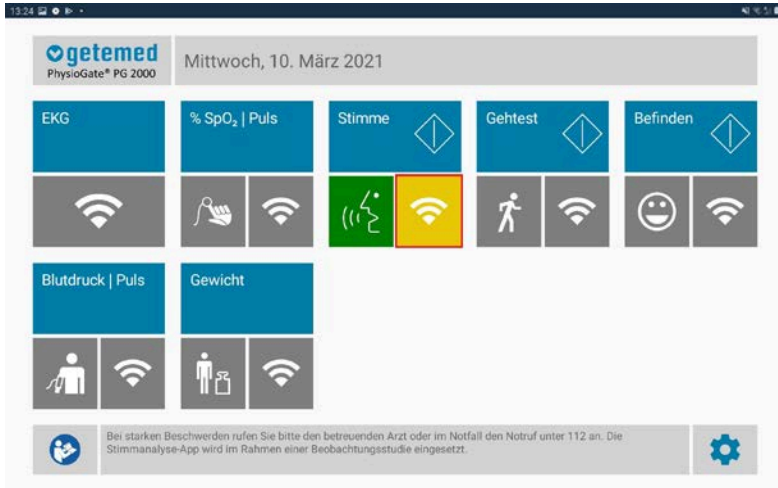 13:24
getemed
PhysioGate® PG 2000
Mittwoch, 10. März 2021
EKG
% SpO₂ | Puls
Stimme
Gehtest
Befinden
Blutdruck | Puls
Gewicht
Bei starken Beschwerden rufen Sie bitte den betreuenden Arzt oder im Notfall den Notruf unter 112 an. Die
Stimmanalyse-App wird im Rahmen einer Beobachtungsstudie eingesetzt.